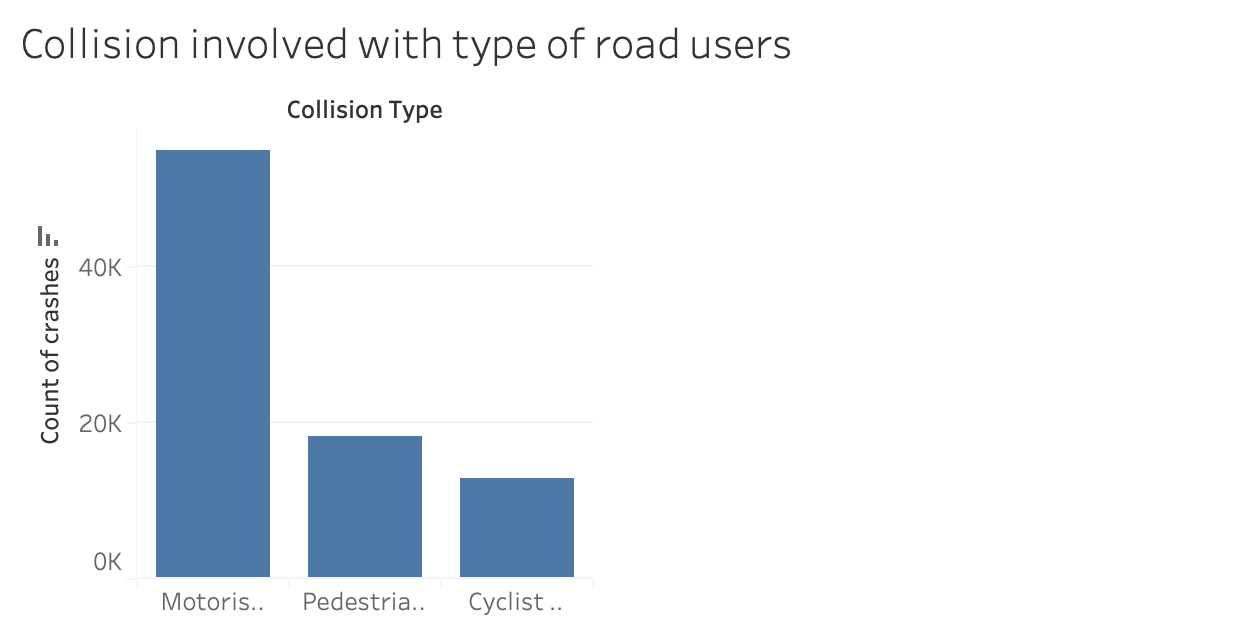 Collision involved with type of road users
Collision Type
Count of crashes
40K
20K
0K
Motoris..
Pedestria..
Cyclist ..